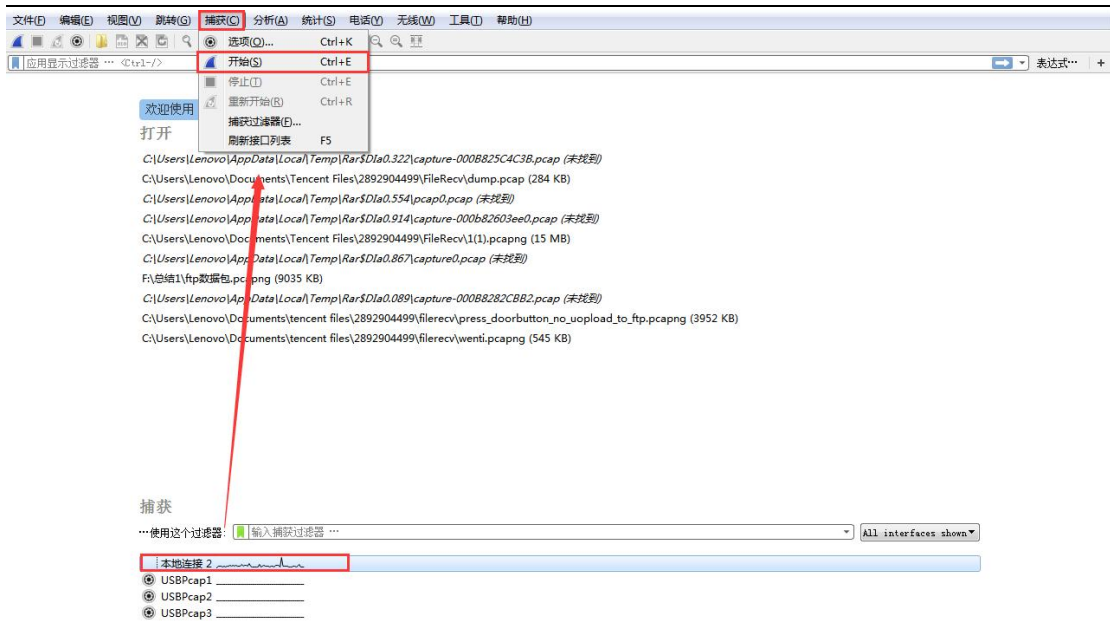 文件(F) 编辑(E) 视图(V) 跳转(G) 捕获(C) 分析(A) 统计(S) 电话(Y) 无线(W) 工具(T) 帮助(H)
选项(O)... Ctrl+K
应用显示过滤器 … <Ctrl-/>
表达式… +
开始(S) Ctrl+E
停止(T) Ctrl+E
重新开始(R) Ctrl+R
捕获过滤器(F)...
刷新接口列表 F5
欢迎使用
打开
C:\Users\Lenovo\AppData\Local\Temp\Rar$DIa0.322\capture-000B825C4C3B.pcap (未找到)
C:\Users\Lenovo\Documents\Tencent Files\2892904499\FileRecv\dump.pcap (284 KB)
C:\Users\Lenovo\AppData\Local\Temp\Rar$DIa0.554\pcap0.pcap (未找到)
C:\Users\Lenovo\AppData\Local\Temp\Rar$DIa0.914\capture-000b82603ee0.pcap (未找到)
C:\Users\Lenovo\Documents\Tencent Files\2892904499\FileRecv\1(1).pcapng (15 MB)
C:\Users\Lenovo\AppData\Local\Temp\Rar$DIa0.867\capture0.pcap (未找到)
F:\总结1\ftp数据包.pcapng (9035 KB)
C:\Users\Lenovo\AppData\Local\Temp\Rar$DIa0.089\capture-000B8282CBB2.pcap (未找到)
C:\Users\Lenovo\Documents\tencent files\2892904499\filerecv\press_doorbutton_no_uopload_to_ftp.pcapng (3952 KB)
C:\Users\Lenovo\Documents\tencent files\2892904499\filerecv\wenti.pcapng (545 KB)
捕获
…使用这个过滤器: 输入捕获过滤器 … All interfaces shown
本地连接 2
USBPcap1
USBPcap2
USBPcap3